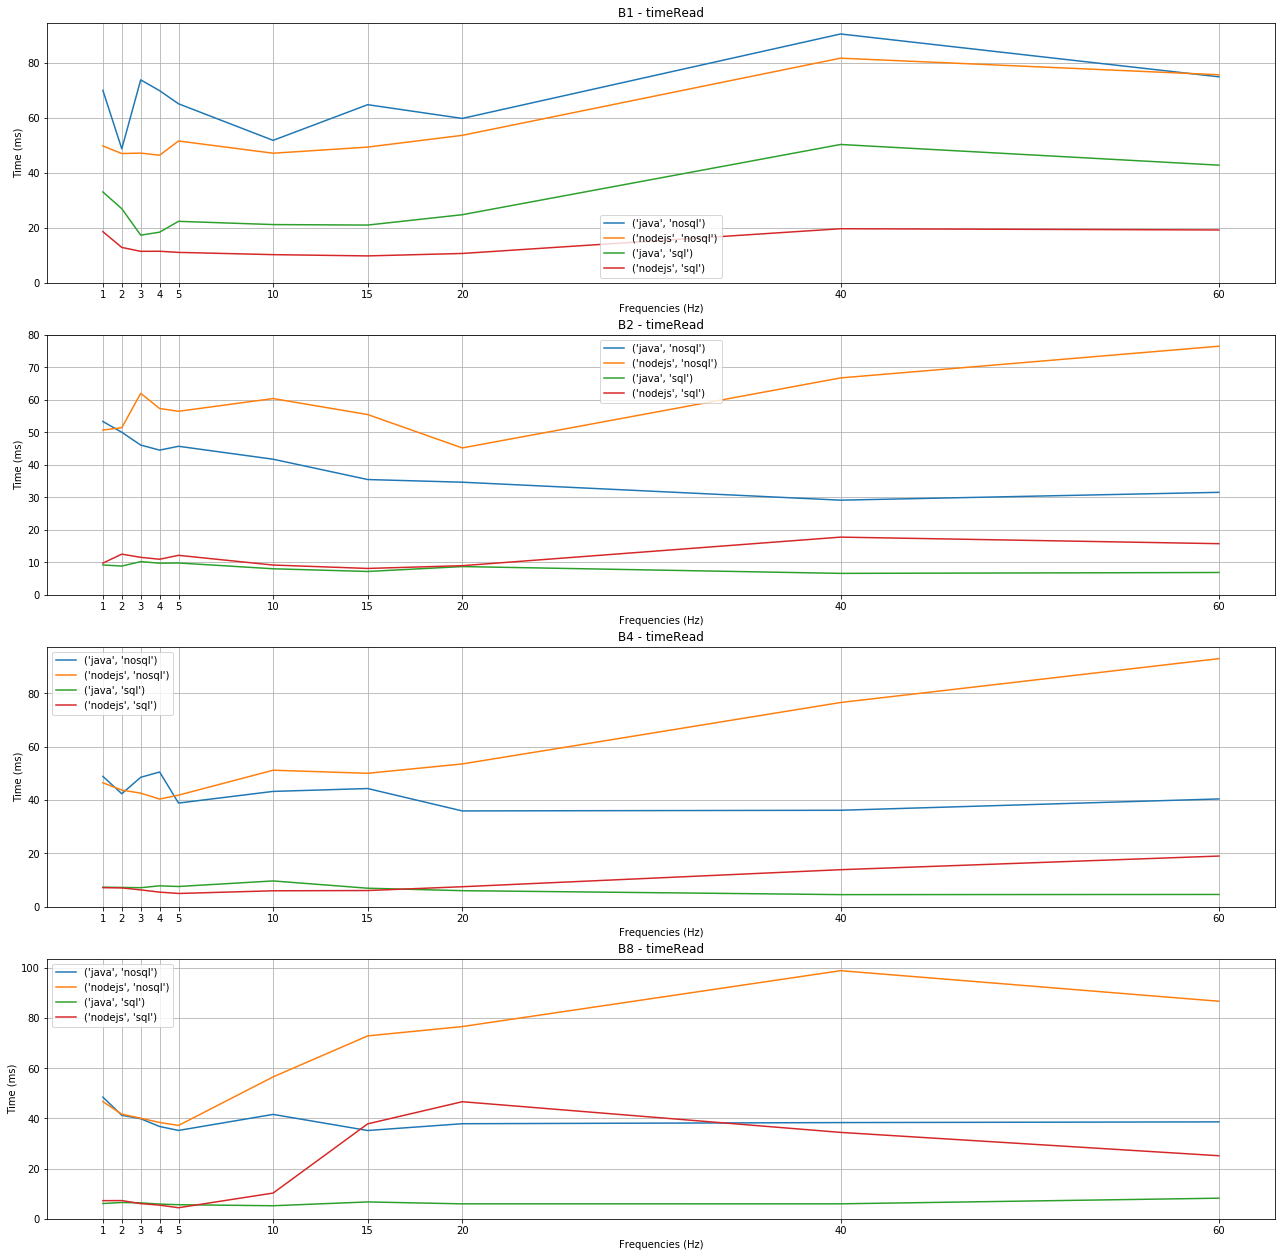 B1 - timeRead
80
60
40
20
0
Time (ms)
('java', 'nosql')
('nodejs', 'nosql')
('java', 'sql')
('nodejs', 'sql')
1 2 3 4 5 10 15 20 40 60
Frequencies (Hz)
B2 - timeRead
80
70
60
50
40
30
20
10
0
Time (ms)
('java', 'nosql')
('nodejs', 'nosql')
('java', 'sql')
('nodejs', 'sql')
1 2 3 4 5 10 15 20 40 60
Frequencies (Hz)
B4 - timeRead
80
60
40
20
0
Time (ms)
('java', 'nosql')
('nodejs', 'nosql')
('java', 'sql')
('nodejs', 'sql')
1 2 3 4 5 10 15 20 40 60
Frequencies (Hz)
B8 - timeRead
100
80
60
40
20
0
Time (ms)
('java', 'nosql')
('nodejs', 'nosql')
('java', 'sql')
('nodejs', 'sql')
1 2 3 4 5 10 15 20 40 60
Frequencies (Hz)